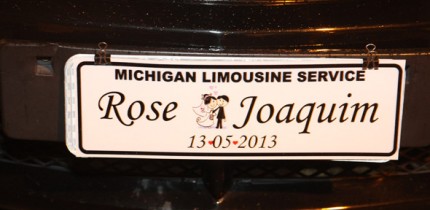 MICHIGAN LIMOUSINE SERVICE
Rose Joaquim
13♥05♥2013